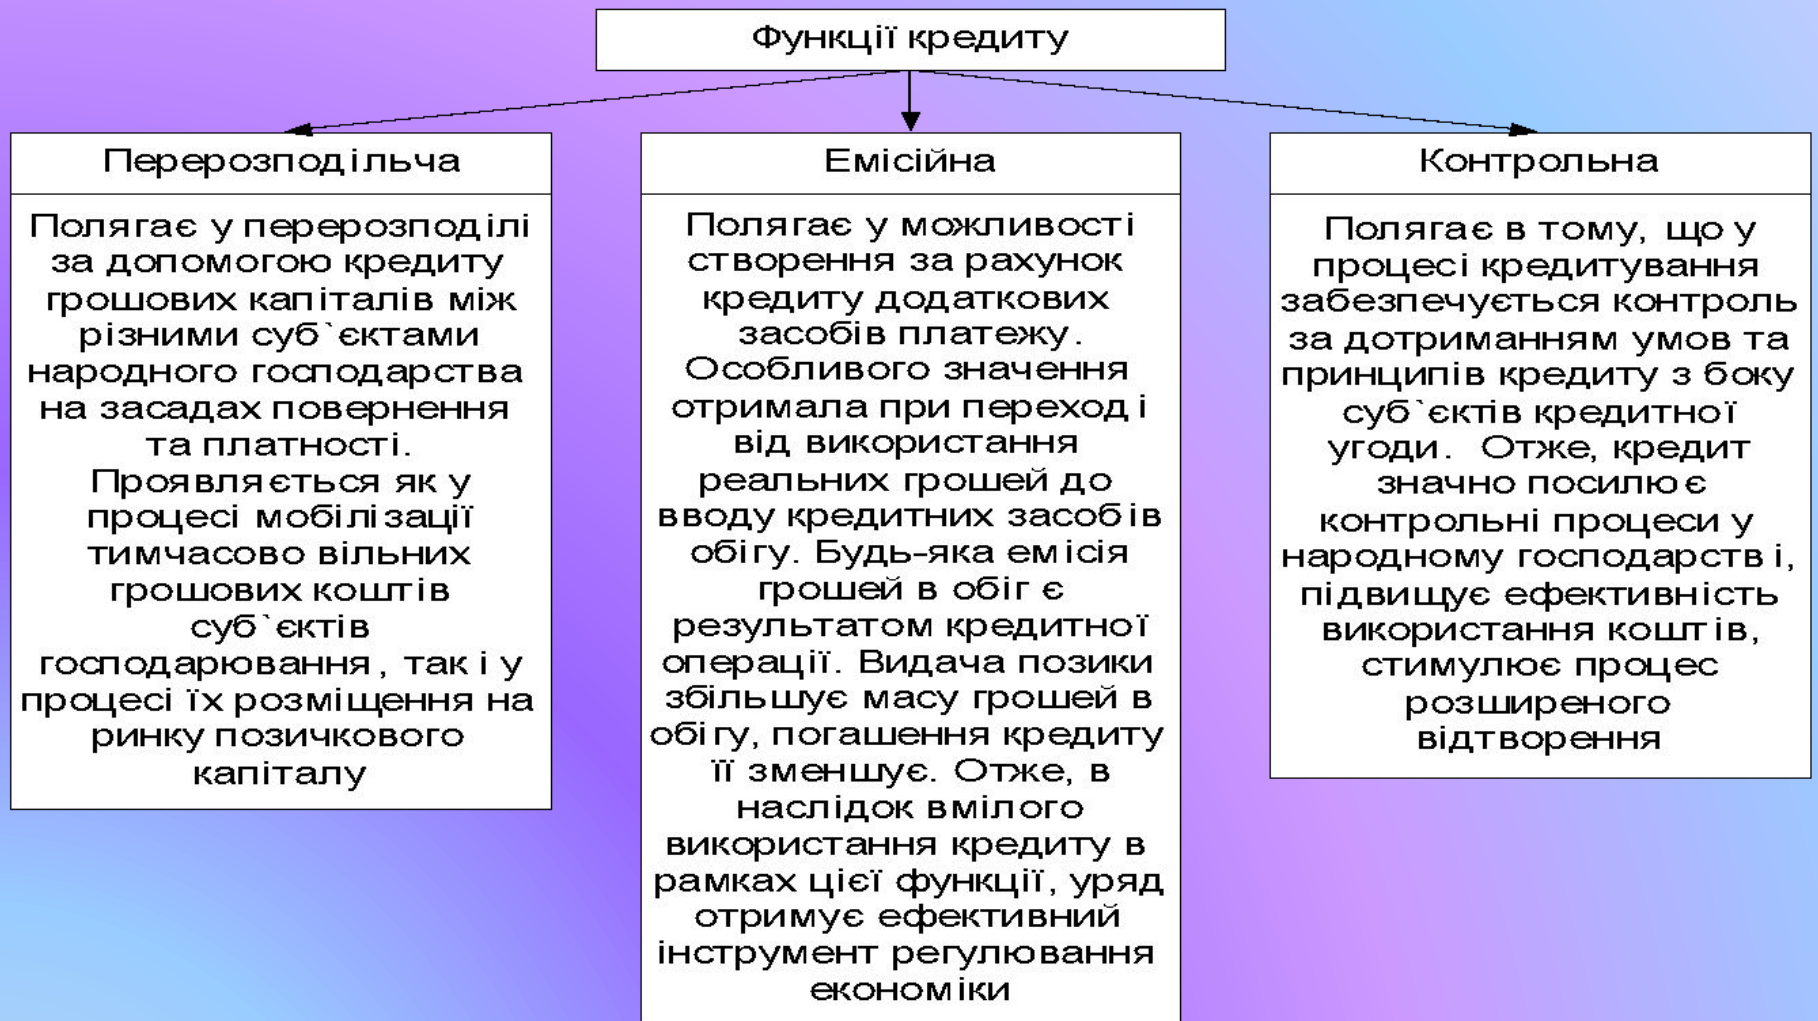 Функції кредиту
Перерозподільча
Полягає у перерозподілі
за допомогою кредиту
грошових капіталів між
різними суб`єктами
народного господарства
на засадах повернення
та платності.
Проявляється як у
процесі мобілізації
тимчасово вільних
грошових коштів
суб`єктів
господарювання, так і у
процесі їх розміщення на
ринку позичкового
капіталу
Емісійна
Полягає у можливості
створення за рахунок
кредиту додаткових
засобів платежу.
Особливого значення
отримала при переході
від використання
реальних грошей до
вводу кредитних засобів
обігу. Будь-яка емісія
грошей в обіг є
результатом кредитної
операції. Видача позики
збільшує масу грошей в
обігу, погашення кредиту
її зменшує. Отже, в
наслідок вмілого
використання кредиту в
рамках цієї функції, уряд
отримує ефективний
інструмент регулювання
економіки
Контрольна
Полягає в тому, що у
процесі кредитування
забезпечується контроль
за дотриманням умов та
принципів кредиту з боку
суб`єктів кредитної
угоди. Отже, кредит
значно посилює
контрольні процеси у
народному господарстві,
підвищує ефективність
використання коштів,
стимулює процес
розширеного
відтворення